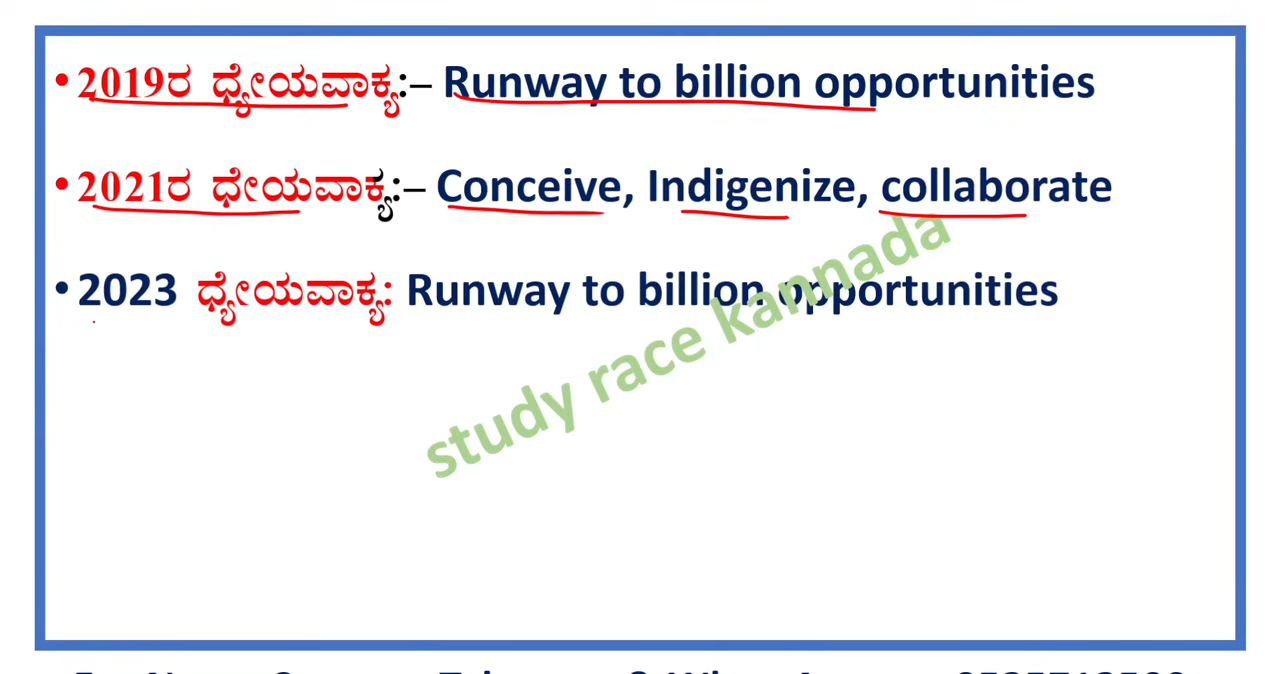 •2019ರ ಧ್ಯೇಯವಾಕ್ಯ:– Runway to billion opportunities
•2021ರ ಧೇಯವಾಕ್ಯ:– Conceive, Indigenize, collaborate
•2023 ಧ್ಯೇಯವಾಕ್ಯ: Runway to billion opportunities
study race kannada